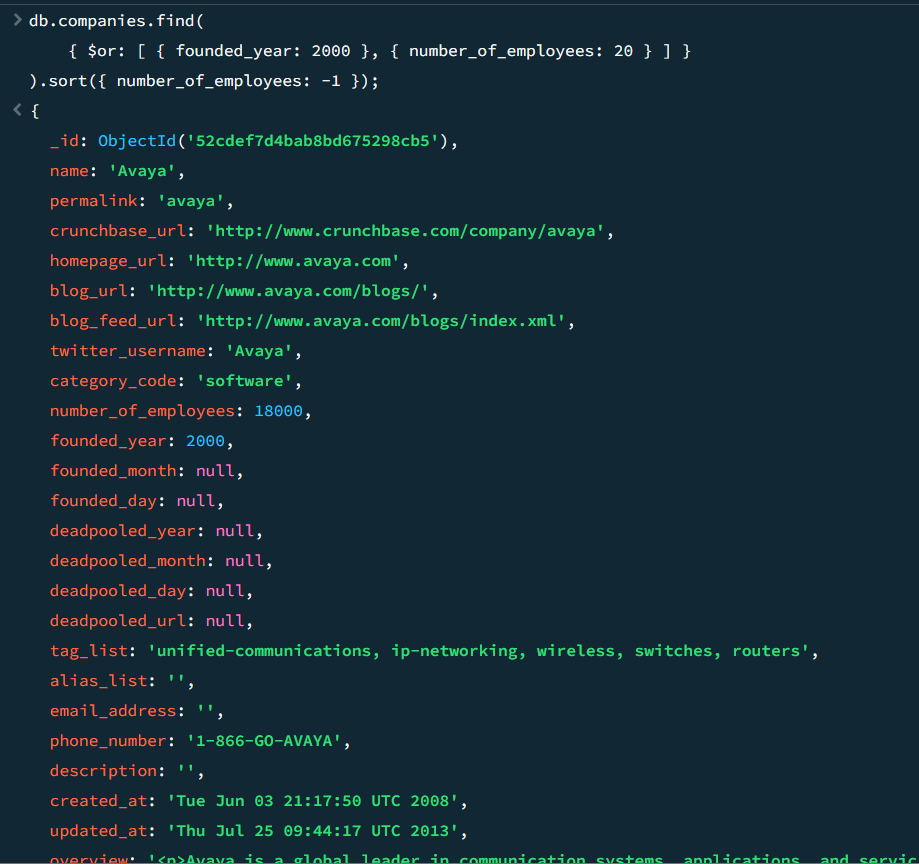 > db.companies.find(
{ $or: [ { founded_year: 2000 }, { number_of_employees: 20 } ] }
).sort({ number_of_employees: -1 });
< {
_id: ObjectId('52cdef7d4bab8bd675298cb5'),
name: 'Avaya',
permalink: 'avaya',
crunchbase_url: 'http://www.crunchbase.com/company/avaya',
homepage_url: 'http://www.avaya.com',
blog_url: 'http://www.avaya.com/blogs/',
blog_feed_url: 'http://www.avaya.com/blogs/index.xml',
twitter_username: 'Avaya',
category_code: 'software',
number_of_employees: 18000,
founded_year: 2000,
founded_month: null,
founded_day: null,
deadpooled_year: null,
deadpooled_month: null,
deadpooled_day: null,
deadpooled_url: null,
tag_list: 'unified-communications, ip-networking, wireless, switches, routers',
alias_list: '',
email_address: '',
phone_number: '1-866-GO-AVAYA',
description: '',
created_at: 'Tue Jun 03 21:17:50 UTC 2008',
updated_at: 'Thu Jul 25 09:44:17 UTC 2013',
overview: '<p>Avaya is a global leader in communication systems, applications, and